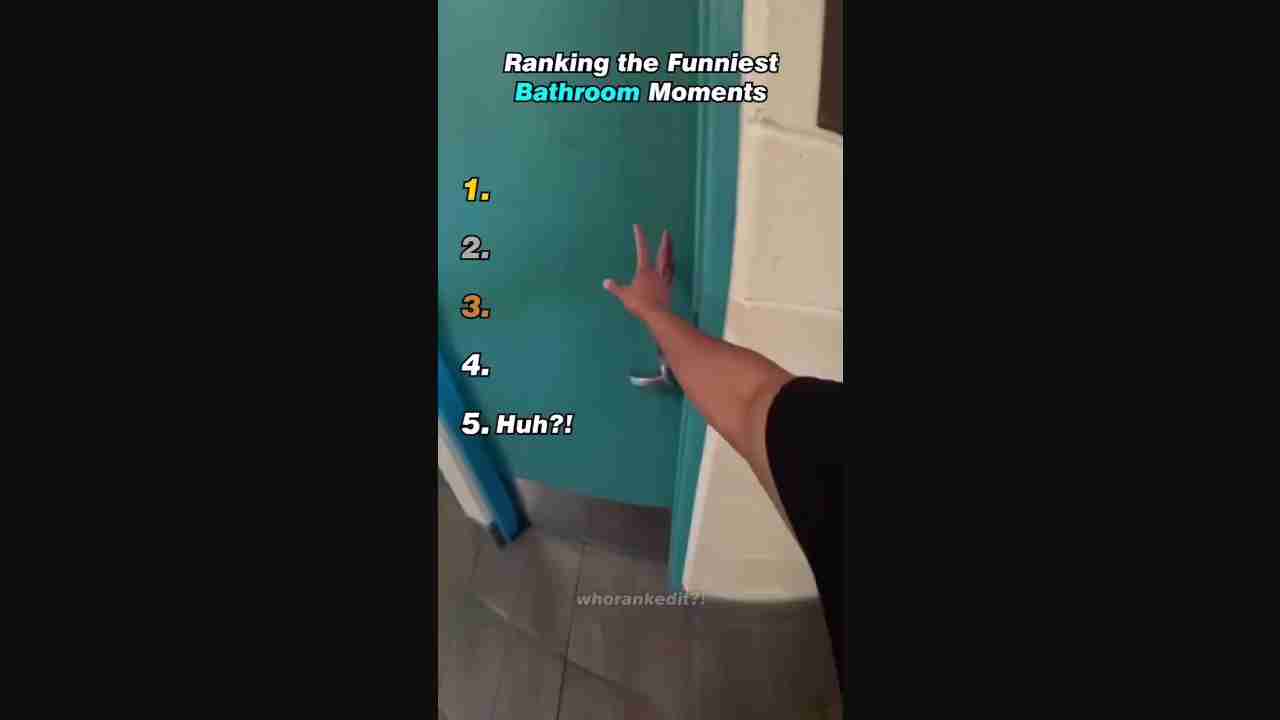 Ranking the Funniest
Bathroom Moments
1.
2.
3.
4.
5. Huh?!
whorankedit?!